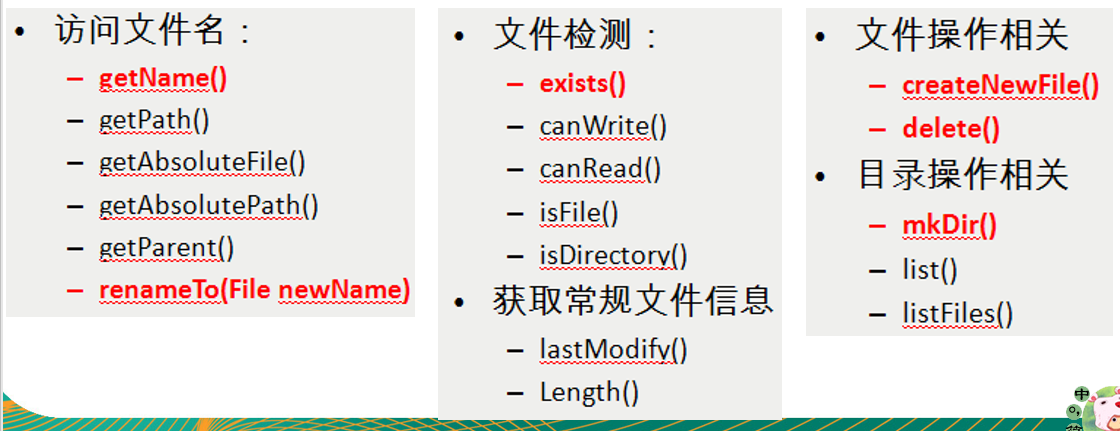 • 访问文件名：
– getName()
– getPath()
– getAbsoluteFile()
– getAbsolutePath()
– getParent()
– renameTo(File newName)
• 文件检测：
– exists()
– canWrite()
– canRead()
– isFile()
– isDirectory()
• 获取常规文件信息
– lastModify()
– Length()
• 文件操作相关
– createNewFile()
– delete()
• 目录操作相关
– mkDir()
– list()
– listFiles()
中